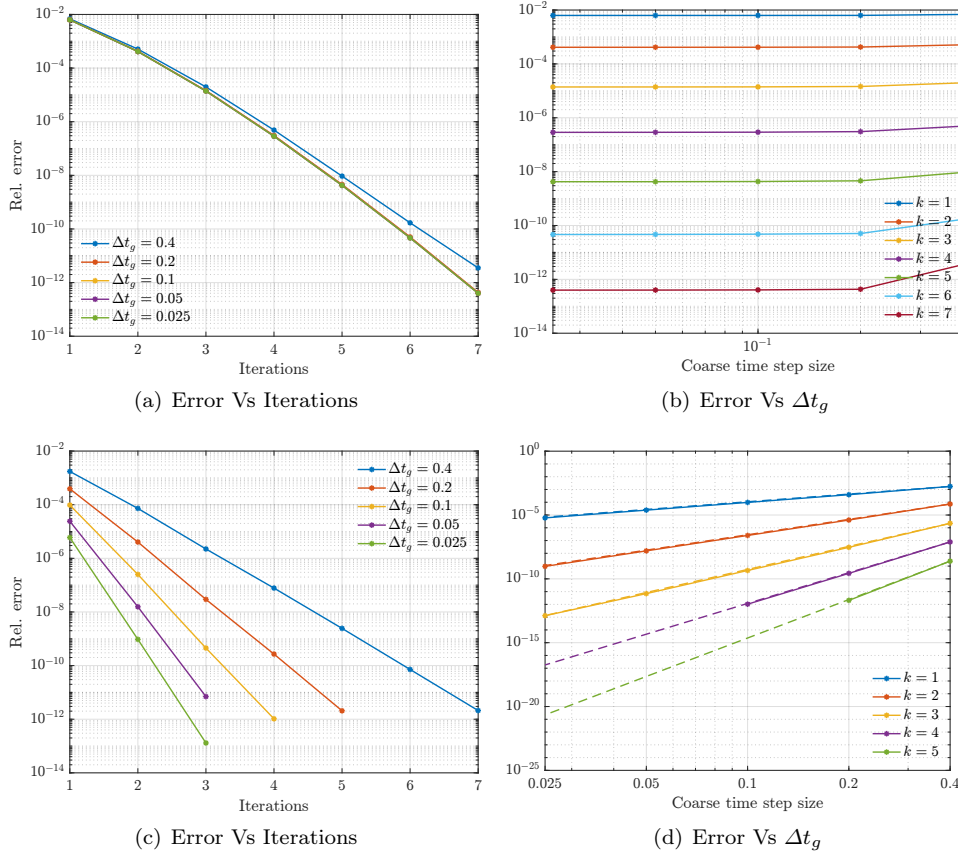 10^{-2}
10^{-4}
10^{-6}
10^{-8}
10^{-10}
10^{-12}
10^{-14}
Rel. error
Δt_g = 0.4
Δt_g = 0.2
Δt_g = 0.1
Δt_g = 0.05
Δt_g = 0.025
1 2 3 4 5 6 7
Iterations
(a) Error Vs Iterations
10^{-2}
10^{-4}
10^{-6}
10^{-8}
10^{-10}
10^{-12}
10^{-14}
k = 1
k = 2
k = 3
k = 4
k = 5
k = 6
k = 7
10^{-1}
Coarse time step size
(b) Error Vs Δt_g
10^{-2}
10^{-4}
10^{-6}
10^{-8}
10^{-10}
10^{-12}
10^{-14}
Rel. error
Δt_g = 0.4
Δt_g = 0.2
Δt_g = 0.1
Δt_g = 0.05
Δt_g = 0.025
1 2 3 4 5 6 7
Iterations
(c) Error Vs Iterations
10^{0}
10^{-5}
10^{-10}
10^{-15}
10^{-20}
10^{-25}
k = 1
k = 2
k = 3
k = 4
k = 5
0.025 0.05 0.1 0.2 0.4
Coarse time step size
(d) Error Vs Δt_g